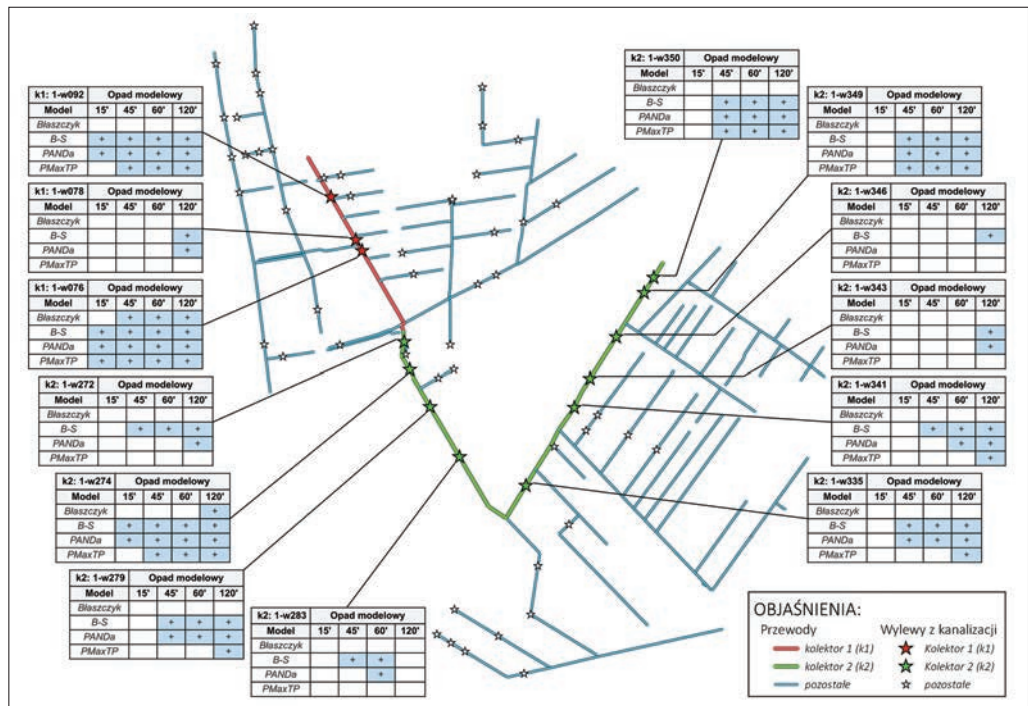 k1: 1-w092 Opad modelowy
Model 15' 45' 60' 120'
Błaszczyk
B-S + + + +
PANDa + + + +
PMaxTP + + +
k1: 1-w078 Opad modelowy
Model 15' 45' 60' 120'
Błaszczyk
B-S +
PANDa +
PMaxTP
k1: 1-w076 Opad modelowy
Model 15' 45' 60' 120'
Błaszczyk + + +
B-S + + + +
PANDa + + + +
PMaxTP + + + +
k2: 1-w272 Opad modelowy
Model 15' 45' 60' 120'
Błaszczyk
B-S + + +
PANDa +
PMaxTP
k2: 1-w274 Opad modelowy
Model 15' 45' 60' 120'
Błaszczyk +
B-S + + + +
PANDa + + + +
PMaxTP + + +
k2: 1-w279 Opad modelowy
Model 15' 45' 60' 120'
Błaszczyk
B-S + + +
PANDa + + +
PMaxTP +
k2: 1-w283 Opad modelowy
Model 15' 45' 60' 120'
Błaszczyk
B-S + +
PANDa +
PMaxTP
k2: 1-w350 Opad modelowy
Model 15' 45' 60' 120'
Błaszczyk
B-S + + +
PANDa + + +
PMaxTP + + +
k2: 1-w349 Opad modelowy
Model 15' 45' 60' 120'
Błaszczyk
B-S + + +
PANDa + + +
PMaxTP + + +
k2: 1-w346 Opad modelowy
Model 15' 45' 60' 120'
Błaszczyk
B-S +
PANDa
PMaxTP
k2: 1-w343 Opad modelowy
Model 15' 45' 60' 120'
Błaszczyk
B-S +
PANDa +
PMaxTP
k2: 1-w341 Opad modelowy
Model 15' 45' 60' 120'
Błaszczyk
B-S + + +
PANDa + +
PMaxTP +
k2: 1-w335 Opad modelowy
Model 15' 45' 60' 120'
Błaszczyk
B-S + + +
PANDa + + +
PMaxTP +
OBJAŚNIENIA:
Przewody Wylewy z kanalizacji
kolektor 1 (k1) Kolektor 1 (k1)
kolektor 2 (k2) Kolektor 2 (k2)
pozostałe pozostałe